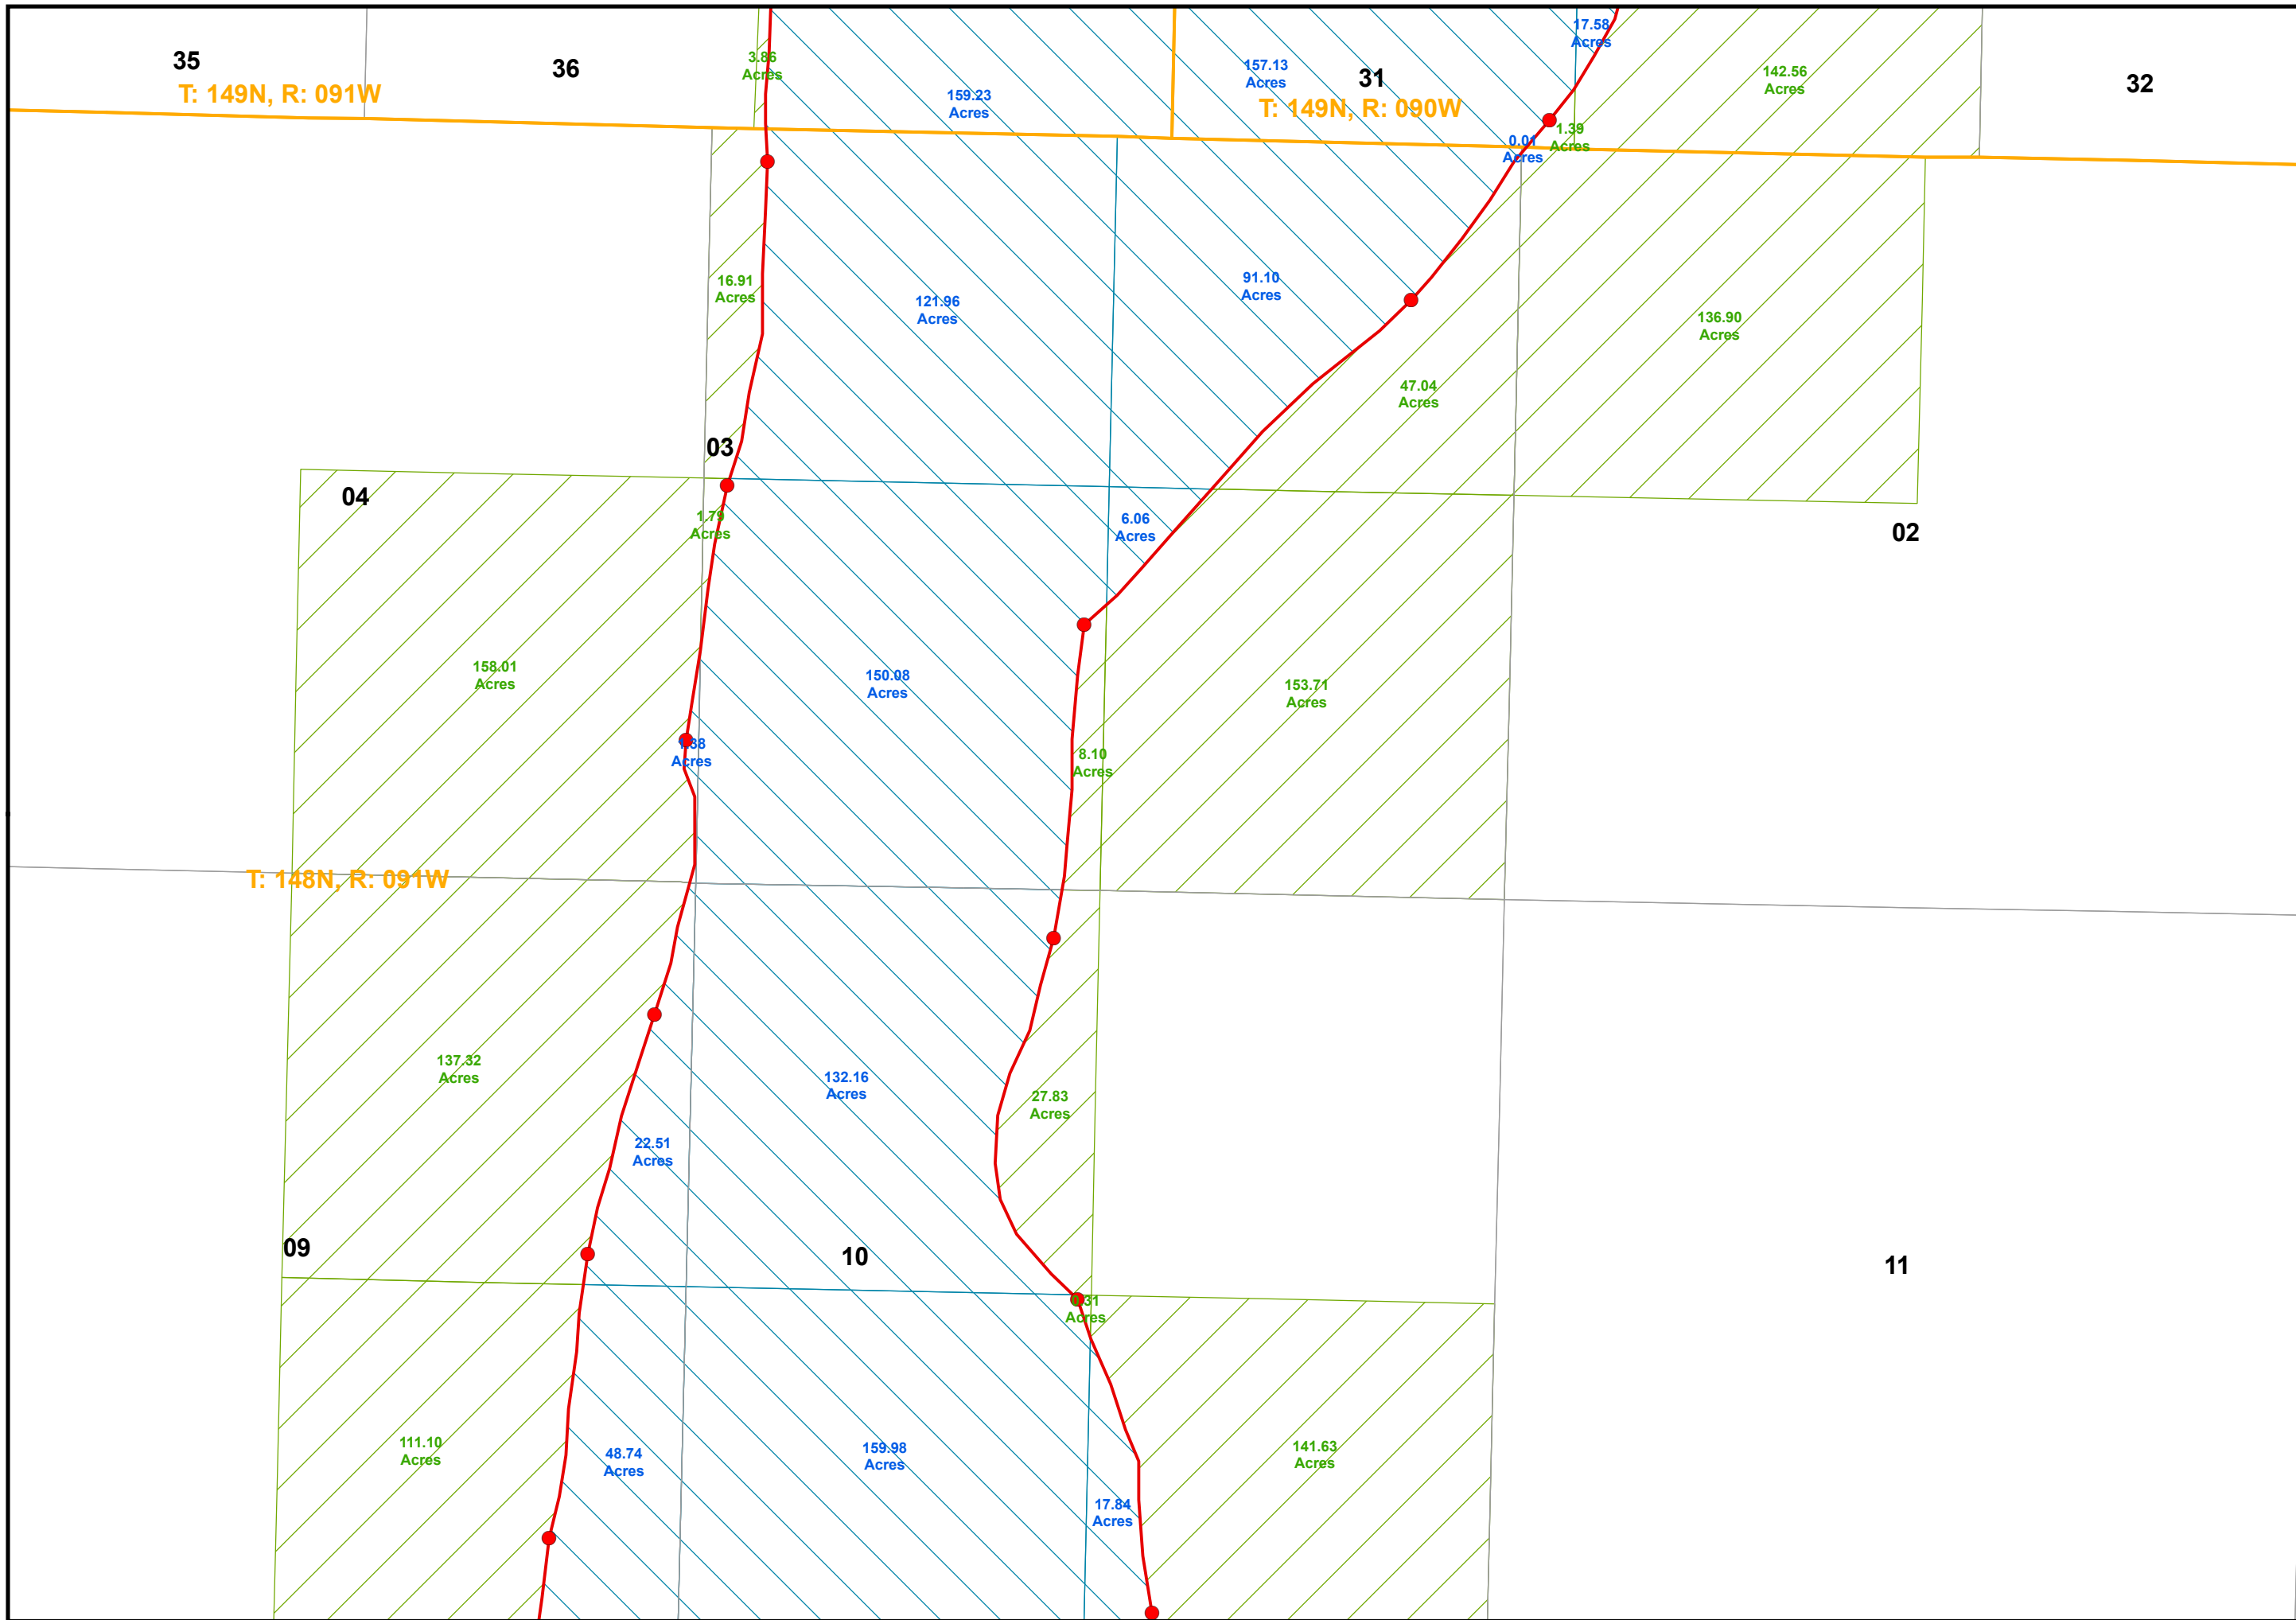 17.58
Acres
35
36
3.86
Acres
157.13
Acres
31
142.56
Acres
32
T: 149N, R: 091W
159.23
Acres
T: 149N, R: 090W
1.39
Acres
0.01
Acres
16.91
Acres
121.96
Acres
91.10
Acres
136.90
Acres
47.04
Acres
03
04
1.79
Acres
6.06
Acres
02
158.01
Acres
150.08
Acres
153.71
Acres
Acres
8.10
Acres
T: 148N, R: 091W
137.32
Acres
132.16
Acres
27.83
Acres
22.51
Acres
09
10
11
Acres
111.10
Acres
48.74
Acres
159.98
Acres
141.63
Acres
17.84
Acres